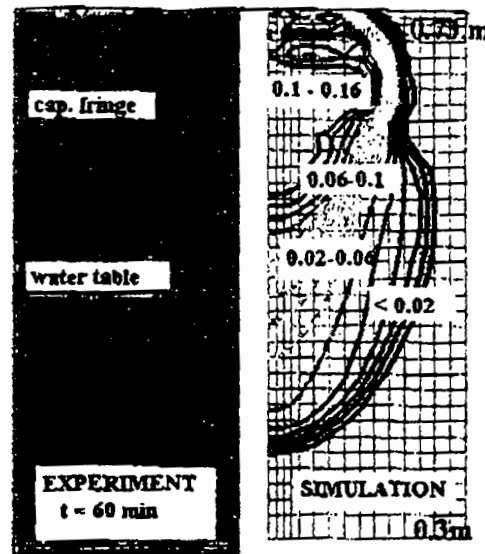 cap. fringe
water table
EXPERIMENT
t = 60 min
m
0.1 - 0.16
0.06-0.1
0.02-0.06
< 0.02
SIMULATION
0.3m